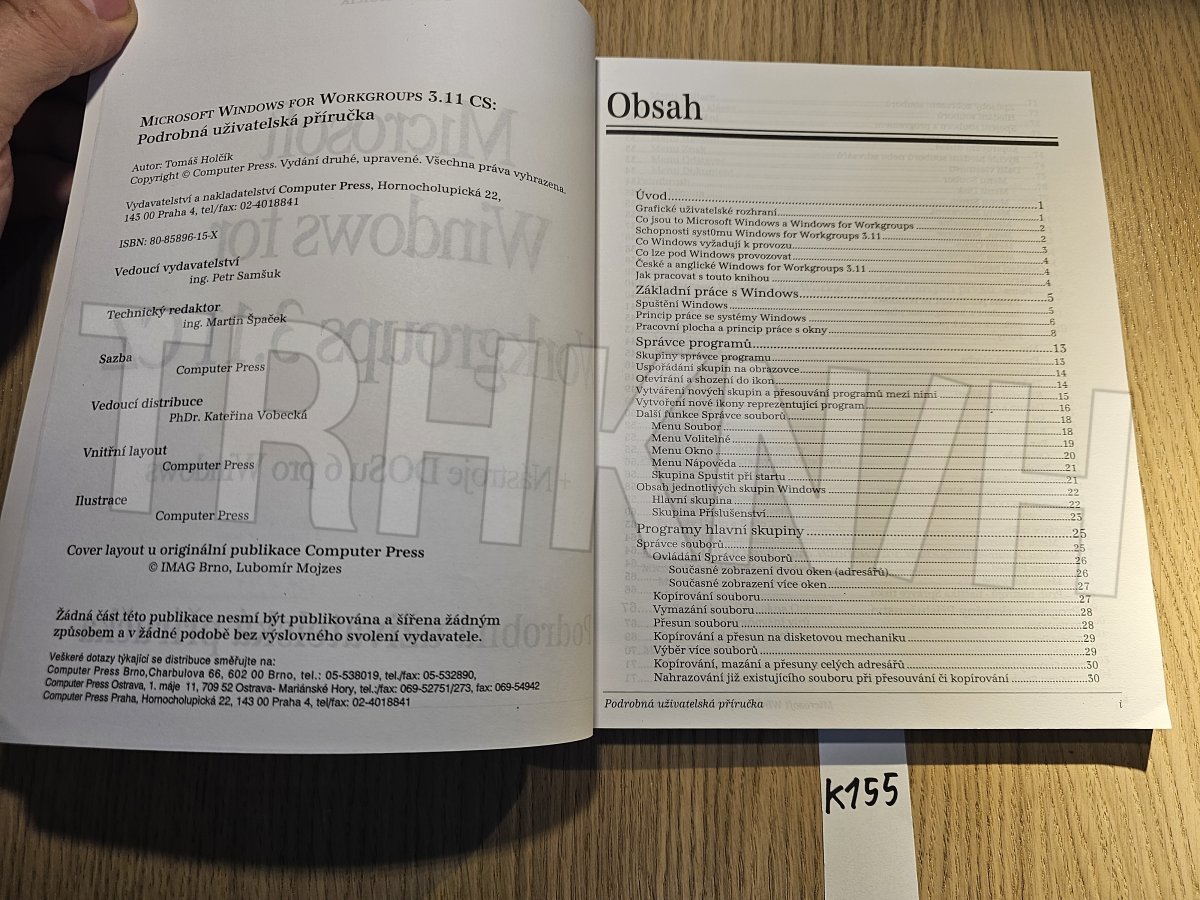 MICROSOFT WINDOWS FOR WORKGROUPS 3.11 CS:
Podrobná uživatelská příručka
Autor: Tomáš Holčík
Copyright © Computer Press. Vydání druhé, upravené. Všechna práva vyhrazena.
Vydavatelství a nakladatelství Computer Press, Hornocholupická 22,
143 00 Praha 4, tel/fax: 02-4018841
ISBN: 80-85896-15-X
Vedoucí vydavatelství
ing. Petr Samšuk
Technický redaktor
ing. Martin Špaček
Sazba
Computer Press
Vedoucí distribuce
PhDr. Kateřina Vobecká
Vnitřní layout
Computer Press
Ilustrace
Computer Press
Cover layout u originální publikace Computer Press
© IMAG Brno, Lubomír Mojzes
Žádná část této publikace nesmí být publikována a šířena žádným
způsobem a v žádné podobě bez výslovného svolení vydavatele.
Veškeré dotazy týkající se distribuce směřujte na:
Computer Press Brno,Charbulova 66, 602 00 Brno, tel.: 05-538019, tel./fax: 05-532890,
Computer Press Ostrava, 1. máje 11, 709 52 Ostrava- Mariánské Hory, tel.:/fax: 069-52751/273, fax: 069-54942
Computer Press Praha, Hornocholupická 22, 143 00 Praha 4, tel/fax: 02-4018841
Obsah
Úvod 1
Grafické uživatelské rozhraní 1
Co jsou to Microsoft Windows a Windows for Workgroups 2
Schopnosti systému Windows for Workgroups 3.11 2
Co Windows vyžadují k provozu 3
Co lze pod Windows provozovat 4
České a anglické Windows for Workgroups 3.11 4
Jak pracovat s touto knihou 4
Základní práce s Windows 5
Spuštění Windows 5
Princip práce se systémy Windows 6
Pracovní plocha a princip práce s okny 8
Správce programů 13
Skupiny správce programu 13
Uspořádání skupin na obrazovce 14
Otevírání a shození do ikon 14
Vytváření nových skupin a přesouvání programů mezi nimi 15
Vytvoření nové ikony reprezentující program 16
Další funkce Správce souborů 18
Menu Soubor 18
Menu Volitelné 19
Menu Okno 20
Menu Nápověda 21
Skupina Spustit při startu 21
Obsah jednotlivých skupin Windows 22
Hlavní skupina 22
Skupina Příslušenství 23
Programy hlavní skupiny 25
Správce souborů 25
Ovládání Správce souborů 26
Současné zobrazení dvou oken (adresářů) 26
Současné zobrazení více oken 27
Kopírování souboru 27
Vymazání souboru 28
Přesun souboru 28
Kopírování a přesun na disketovou mechaniku 29
Výběr více souborů 29
Kopírování, mazání a přesuny celých adresářů 30
Nahrazování již existujícího souboru při přesouvání či kopírování 30
Podrobná uživatelská příručka i
K155
TRHKNIH